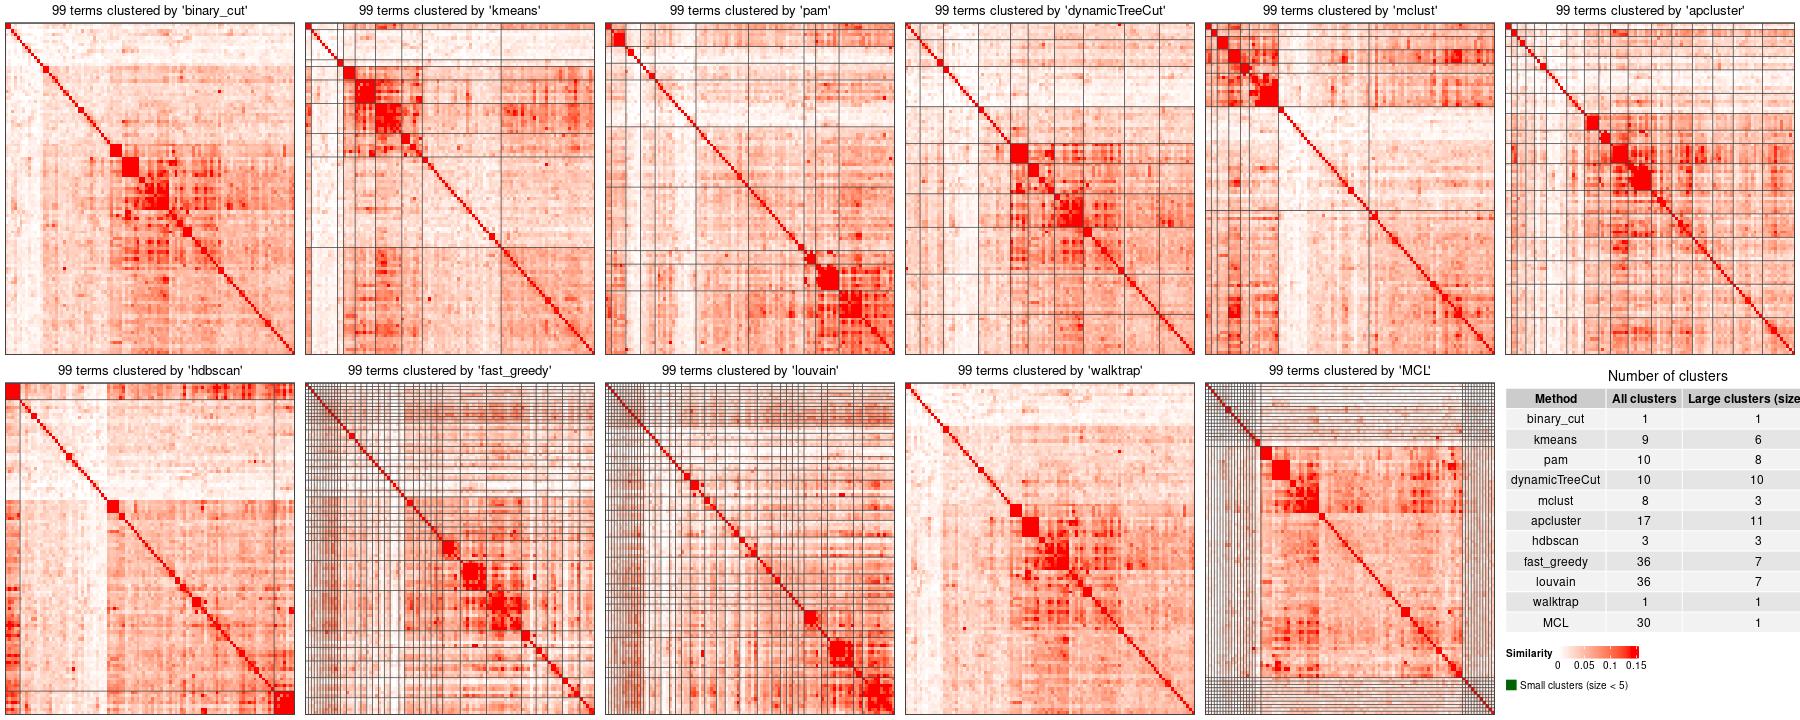 99 terms clustered by 'binary_cut'
99 terms clustered by 'kmeans'
99 terms clustered by 'pam'
99 terms clustered by 'dynamicTreeCut'
99 terms clustered by 'mclust'
99 terms clustered by 'apcluster'
99 terms clustered by 'hdbscan'
99 terms clustered by 'fast_greedy'
99 terms clustered by 'louvain'
99 terms clustered by 'walktrap'
99 terms clustered by 'MCL'
Number of clusters
Method All clusters Large clusters (size
binary_cut 1 1
kmeans 9 6
pam 10 8
dynamicTreeCut 10 10
mclust 8 3
apcluster 17 11
hdbscan 3 3
fast_greedy 36 7
louvain 36 7
walktrap 1 1
MCL 30 1
Similarity
0 0.05 0.1 0.15
Small clusters (size < 5)